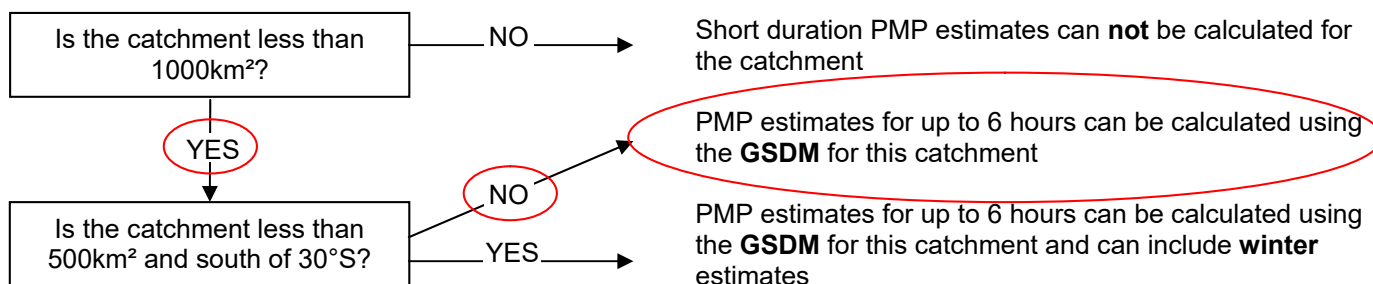 Is the catchment less than
1000km²?
NO
Short duration PMP estimates can not be calculated for
the catchment
YES
PMP estimates for up to 6 hours can be calculated using
the GSDM for this catchment
NO
Is the catchment less than
500km² and south of 30°S?
YES
PMP estimates for up to 6 hours can be calculated using
the GSDM for this catchment and can include winter
estimates